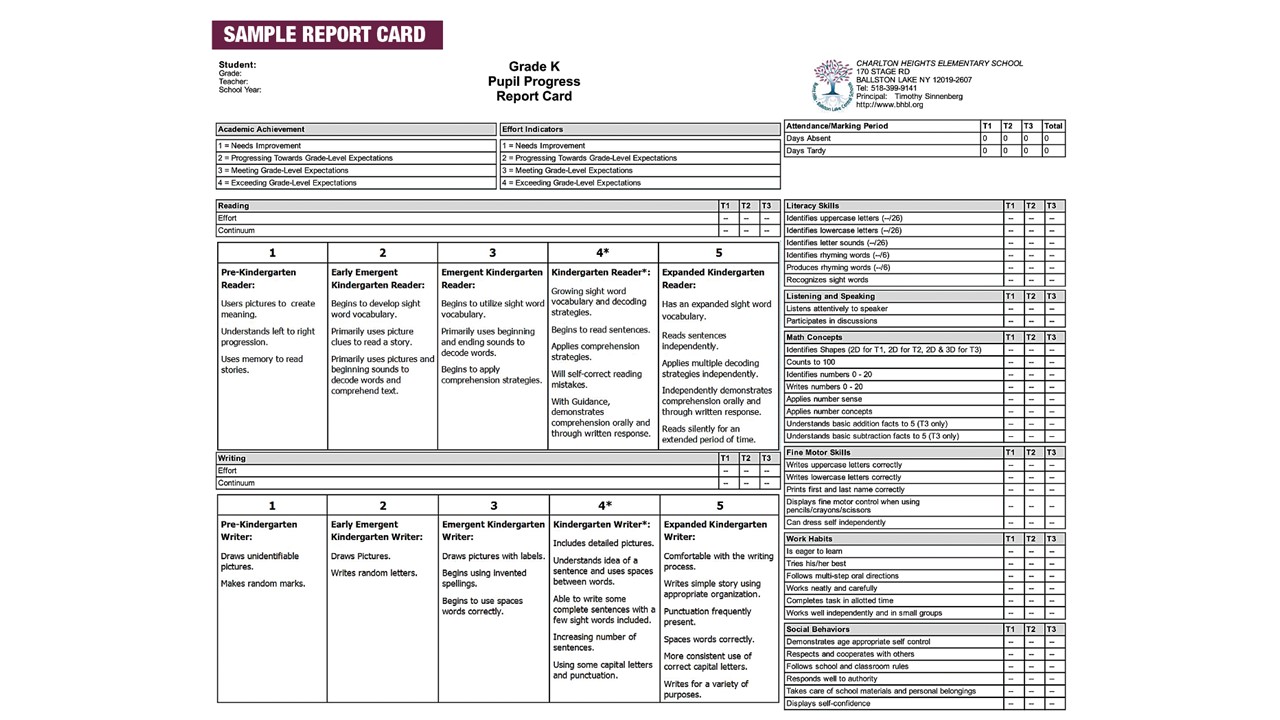 SAMPLE REPORT CARD
Student:
Grade:
Teacher:
School Year:
Grade K
Pupil Progress
Report Card
CHARLTON HEIGHTS ELEMENTARY SCHOOL
170 STAGE RD
BALLSTON LAKE NY 12019-2607
Tel: 518-399-9141
Principal: Timothy Sinnenberg
http://www.bhbl.org
Academic Achievement
1 = Needs Improvement
2 = Progressing Towards Grade-Level Expectations
3 = Meeting Grade-Level Expectations
4 = Exceeding Grade-Level Expectations
Effort Indicators
1 = Needs Improvement
2 = Progressing Towards Grade-Level Expectations
3 = Meeting Grade-Level Expectations
4 = Exceeding Grade-Level Expectations
Attendance/Marking Period T1 T2 T3 Total
Days Absent 0 0 0 0
Days Tardy 0 0 0 0
Reading T1 T2 T3
Effort -- -- --
Continuum -- -- --
1
Pre-Kindergarten
Reader:
Users pictures to create
meaning.
Understands left to right
progression.
Uses memory to read
stories.
2
Early Emergent
Kindergarten Reader:
Begins to develop sight
word vocabulary.
Primarily uses picture
clues to read a story.
Primarily uses pictures and
beginning sounds to
decode words and
comprehend text.
3
Emergent Kindergarten
Reader:
Begins to utilize sight word
vocabulary.
Primarily uses beginning
and ending sounds to
decode words.
Begins to apply
comprehension strategies.
4*
Kindergarten Reader*:
Growing sight word
vocabulary and decoding
strategies.
Begins to read sentences.
Applies comprehension
strategies.
Will self-correct reading
mistakes.
With Guidance,
demonstrates
comprehension orally and
through written response.
5
Expanded Kindergarten
Reader:
Has an expanded sight word
vocabulary.
Reads sentences
independently.
Applies multiple decoding
strategies independently.
Independently demonstrates
comprehension orally and
through written response.
Reads silently for an
extended period of time.
Writing T1 T2 T3
Effort -- -- --
Continuum -- -- --
1
Pre-Kindergarten
Writer:
Draws unidentifiable
pictures.
Makes random marks.
2
Early Emergent
Kindergarten Writer:
Draws Pictures.
Writes random letters.
3
Emergent Kindergarten
Writer:
Draws pictures with labels.
Begins using invented
spellings.
Begins to use spaces
words correctly.
4*
Kindergarten Writer*:
Includes detailed pictures.
Understands idea of a
sentence and uses spaces
between words.
Able to write some
complete sentences with a
few sight words included.
Increasing number of
sentences.
Using some capital letters
and punctuation.
5
Expanded Kindergarten
Writer:
Comfortable with the writing
process.
Writes simple story using
appropriate organization.
Punctuation frequently
present.
Spaces words correctly.
More consistent use of
correct capital letters.
Writes for a variety of
purposes.
Literacy Skills T1 T2 T3
Identifies uppercase letters (--/26) -- -- --
Identifies lowercase letters (--/26) -- -- --
Identifies letter sounds (--/26) -- -- --
Identifies rhyming words (--/6) -- -- --
Produces rhyming words (--/6) -- -- --
Recognizes sight words -- -- --
Listening and Speaking T1 T2 T3
Listens attentively to speaker -- -- --
Participates in discussions -- -- --
Math Concepts T1 T2 T3
Identifies Shapes (2D for T1, 2D for T2, 2D & 3D for T3) -- -- --
Counts to 100 -- -- --
Identifies numbers 0 - 20 -- -- --
Writes numbers 0 - 20 -- -- --
Applies number sense -- -- --
Applies number concepts -- -- --
Understands basic addition facts to 5 (T3 only) -- -- --
Understands basic subtraction facts to 5 (T3 only) -- -- --
Fine Motor Skills T1 T2 T3
Writes uppercase letters correctly -- -- --
Writes lowercase letters correctly -- -- --
Prints first and last name correctly -- -- --
Displays fine motor control when using
pencils/crayons/scissors -- -- --
Can dress self independently -- -- --
Work Habits T1 T2 T3
Is eager to learn -- -- --
Tries his/her best -- -- --
Follows multi-step oral directions -- -- --
Works neatly and carefully -- -- --
Completes task in allotted time -- -- --
Works well independently and in small groups -- -- --
Social Behaviors T1 T2 T3
Demonstrates age appropriate self control -- -- --
Respects and cooperates with others -- -- --
Follows school and classroom rules -- -- --
Responds well to authority -- -- --
Takes care of school materials and personal belongings -- -- --
Displays self-confidence -- -- --